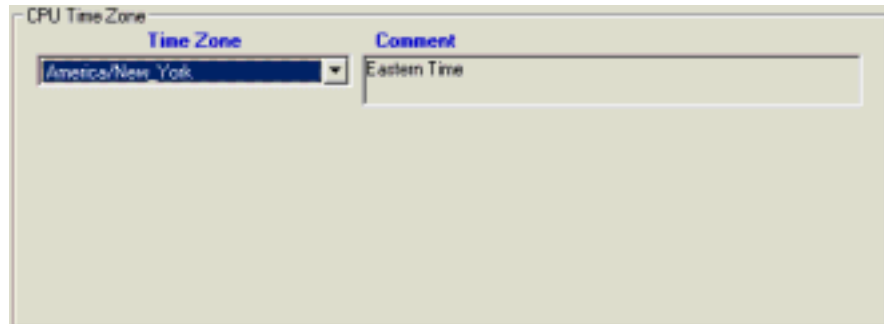 CPU Time Zone
Time Zone Comment
America/New_York Eastern Time